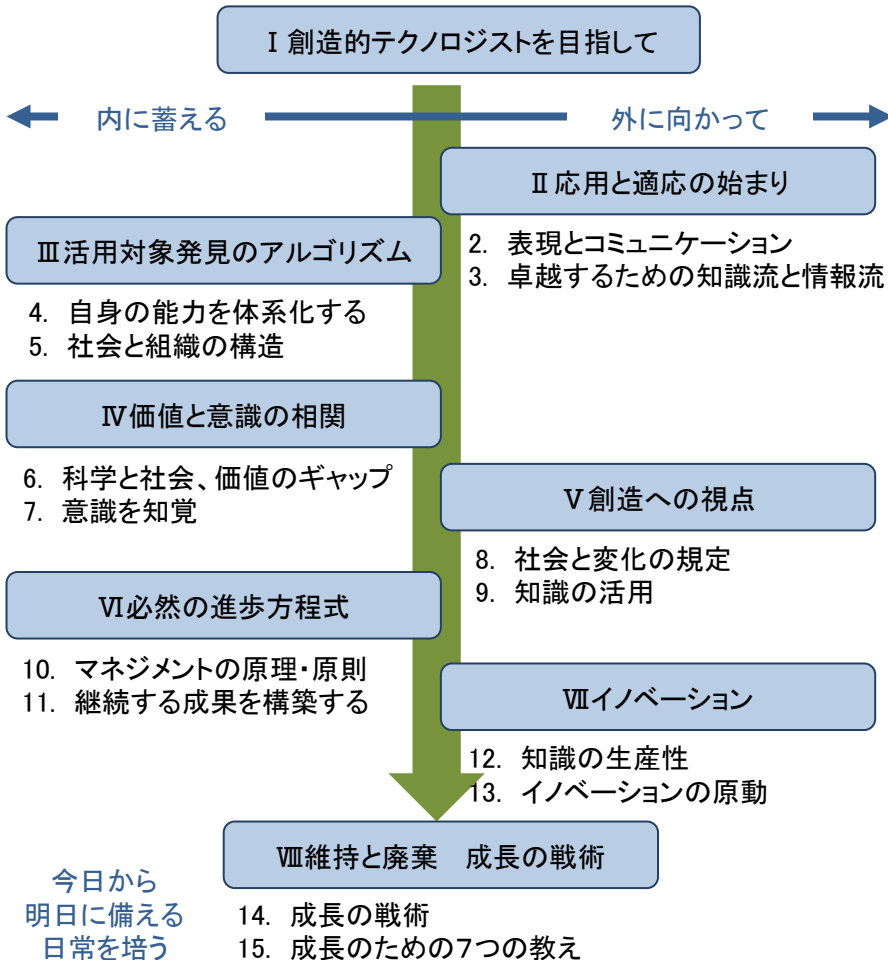 Ⅰ 創造的テクノロジストを目指して
内に蓄える
外に向かって
Ⅱ応用と適応の始まり
2. 表現とコミュニケーション
3. 卓越するための知識流と情報流
Ⅲ活用対象発見のアルゴリズム
4. 自身の能力を体系化する
5. 社会と組織の構造
Ⅳ価値と意識の相関
6. 科学と社会、価値のギャップ
7. 意識を知覚
Ⅴ創造への視点
8. 社会と変化の規定
9. 知識の活用
Ⅵ必然の進歩方程式
10. マネジメントの原理・原則
11. 継続する成果を構築する
Ⅶイノベーション
12. 知識の生産性
13. イノベーションの原動
Ⅷ維持と廃棄　成長の戦術
14. 成長の戦術
15. 成長のための７つの教え
今日から
明日に備える
日常を培う